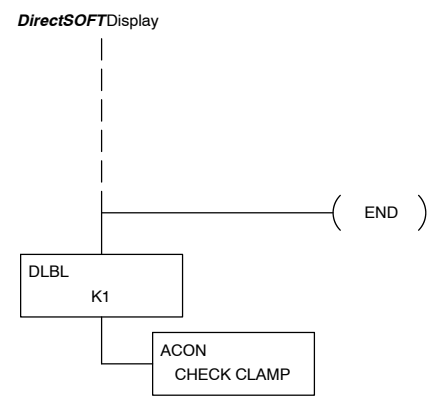 DirectSOFTDisplay
END
DLBL
K1
ACON
CHECK CLAMP